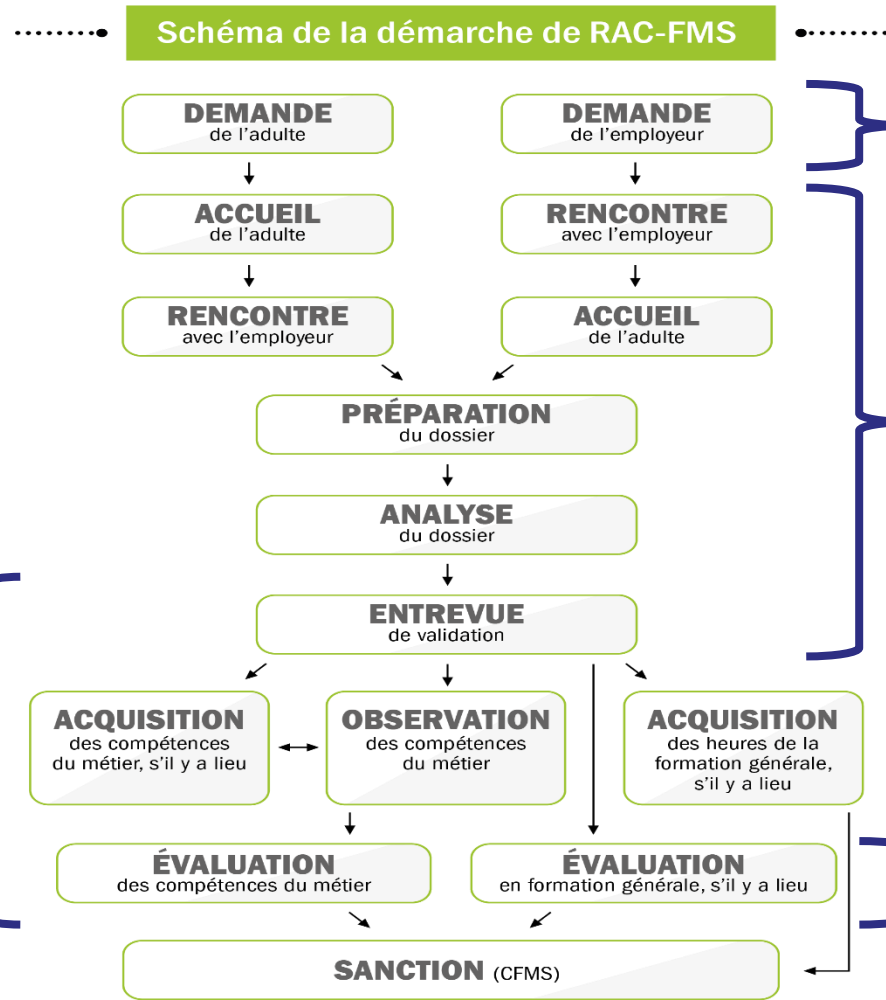 Schéma de la démarche de RAC-FMS
DEMANDE
de l'adulte
DEMANDE
de l'employeur
ACCUEIL
de l'adulte
RENCONTRE
avec l'employeur
RENCONTRE
avec l'employeur
ACCUEIL
de l'adulte
PRÉPARATION
du dossier
ANALYSE
du dossier
ENTREVUE
de validation
ACQUISITION
des compétences
du métier, s'il y a lieu
OBSERVATION
des compétences
du métier
ACQUISITION
des heures de la
formation générale,
s'il y a lieu
ÉVALUATION
des compétences du métier
ÉVALUATION
en formation générale, s'il y a lieu
SANCTION (CFMS)